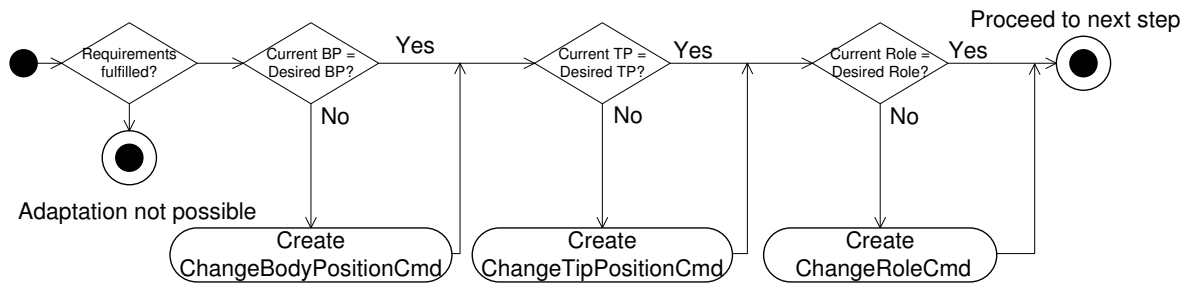 Proceed to next step
Requirements
fulfilled?
Current BP =
Desired BP?
Yes
Current TP =
Desired TP?
Yes
Current Role =
Desired Role?
Yes
No
No
No
Adaptation not possible
Create
ChangeBodyPositionCmd
Create
ChangeTipPositionCmd
Create
ChangeRoleCmd